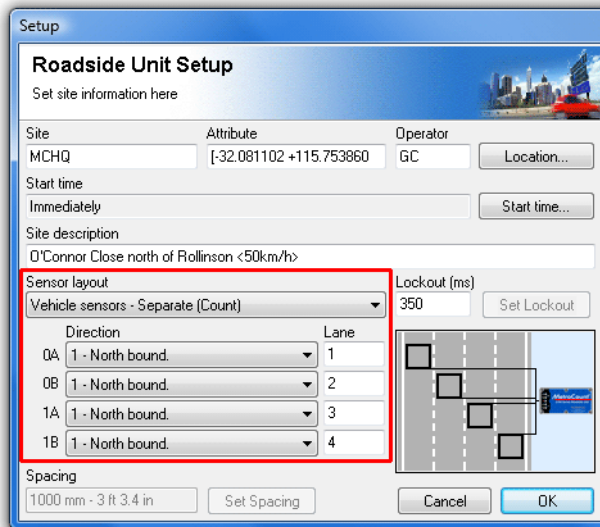 Setup
Roadside Unit Setup
Set site information here
Site Attribute Operator
MCHQ [-32.081102 +115.753860 GC Location...
Start time
Immediately Start time...
Site description
O'Connor Close north of Rollinson <50km/h>
Sensor layout Lockout (ms)
Vehicle sensors - Separate (Count) 350 Set Lockout
Direction Lane
0A 1 - North bound. 1
0B 1 - North bound. 2
1A 1 - North bound. 3
1B 1 - North bound. 4
MetroCount
Spacing
1000 mm - 3 ft 3.4 in Set Spacing Cancel OK